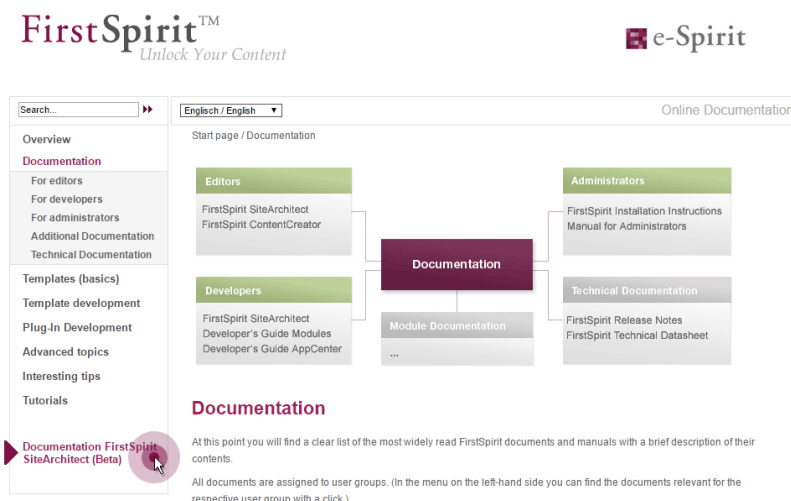 FirstSpirit™
Unlock Your Content
e-Spirit
Search...
Englisch / English
Online Documentation
Start page / Documentation
Overview
Documentation
For editors
For developers
For administrators
Additional Documentation
Technical Documentation
Templates (basics)
Template development
Plug-In Development
Advanced topics
Interesting tips
Tutorials
Documentation FirstSpirit
SiteArchitect (Beta)
Editors
FirstSpirit SiteArchitect
FirstSpirit ContentCreator
Administrators
FirstSpirit Installation Instructions
Manual for Administrators
Documentation
Developers
FirstSpirit SiteArchitect
Developer's Guide Modules
Developer's Guide AppCenter
Module Documentation
...
Technical Documentation
FirstSpirit Release Notes
FirstSpirit Technical Datasheet
Documentation
At this point you will find a clear list of the most widely read FirstSpirit documents and manuals with a brief description of their
contents.
All documents are assigned to user groups. (In the menu on the left-hand side you can find the documents relevant for the
respective user group with a click.)